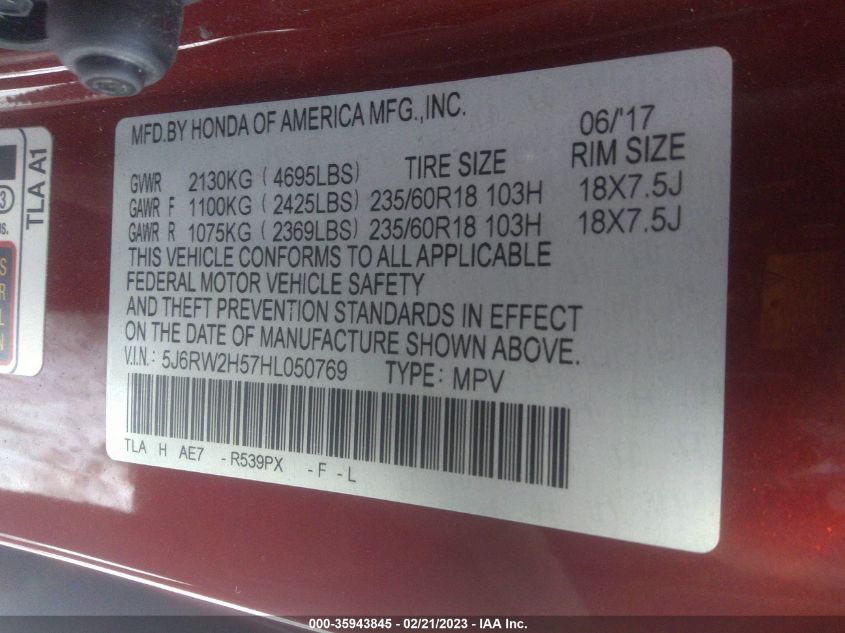 MFD.BY HONDA OF AMERICA MFG.,INC. 06/'17
TIRE SIZE RIM SIZE
GVWR 2130KG (4695LBS)
GAWR F 1100KG (2425LBS) 235/60R18 103H 18X7.5J
GAWR R 1075KG (2369LBS) 235/60R18 103H 18X7.5J
THIS VEHICLE CONFORMS TO ALL APPLICABLE
FEDERAL MOTOR VEHICLE SAFETY
AND THEFT PREVENTION STANDARDS IN EFFECT
ON THE DATE OF MANUFACTURE SHOWN ABOVE.
V.I.N.: 5J6RW2H57HL050769 TYPE: MPV
TLA H AE7 - R539PX - F - L
TLA A1
000-35943845 - 02/21/2023 - IAA Inc.